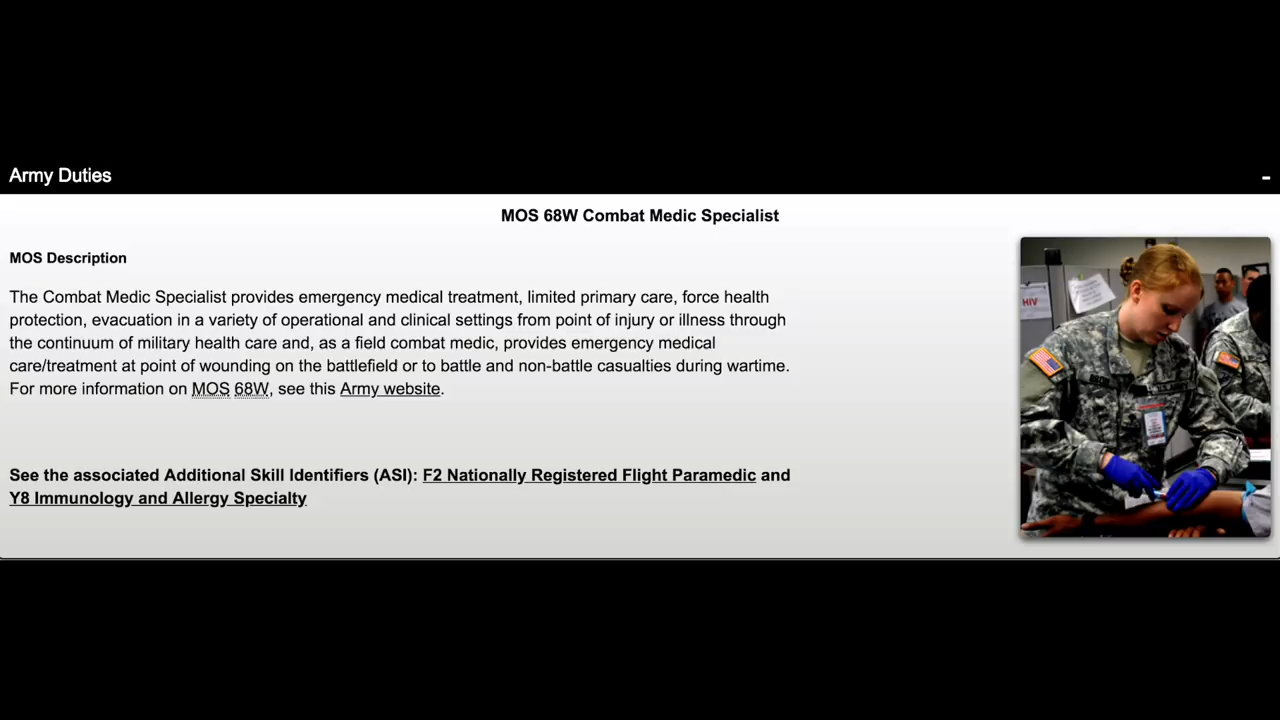 Army Duties
-
MOS 68W Combat Medic Specialist
MOS Description
The Combat Medic Specialist provides emergency medical treatment, limited primary care, force health
protection, evacuation in a variety of operational and clinical settings from point of injury or illness through
the continuum of military health care and, as a field combat medic, provides emergency medical
care/treatment at point of wounding on the battlefield or to battle and non-battle casualties during wartime.
For more information on MOS 68W, see this Army website.
See the associated Additional Skill Identifiers (ASI): F2 Nationally Registered Flight Paramedic and
Y8 Immunology and Allergy Specialty
HIV